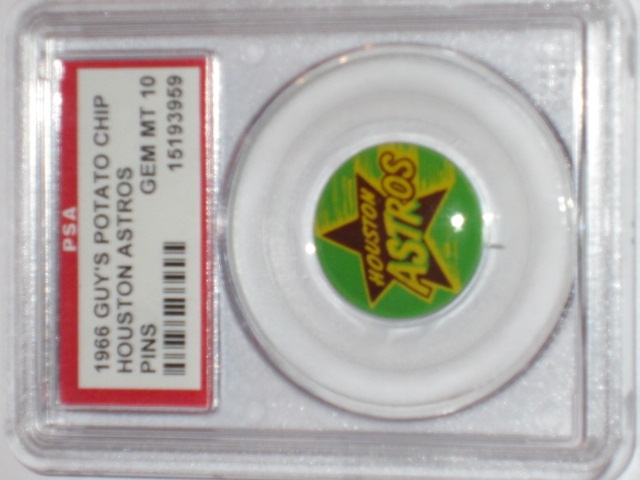 PSA
1966 GUY'S POTATO CHIP
HOUSTON ASTROS
PINS GEM MT 10
15193959
HOUSTON
ASTROS